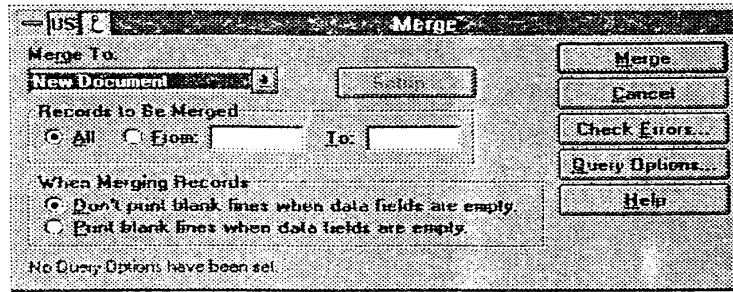 US Merge
Merge To:
New Document
Setup...
Records to Be Merged
All From: To:
When Merging Records
Don't print blank lines when data fields are empty.
Print blank lines when data fields are empty.
No Query Options have been set.
Merge
Cancel
Check Errors...
Query Options...
Help